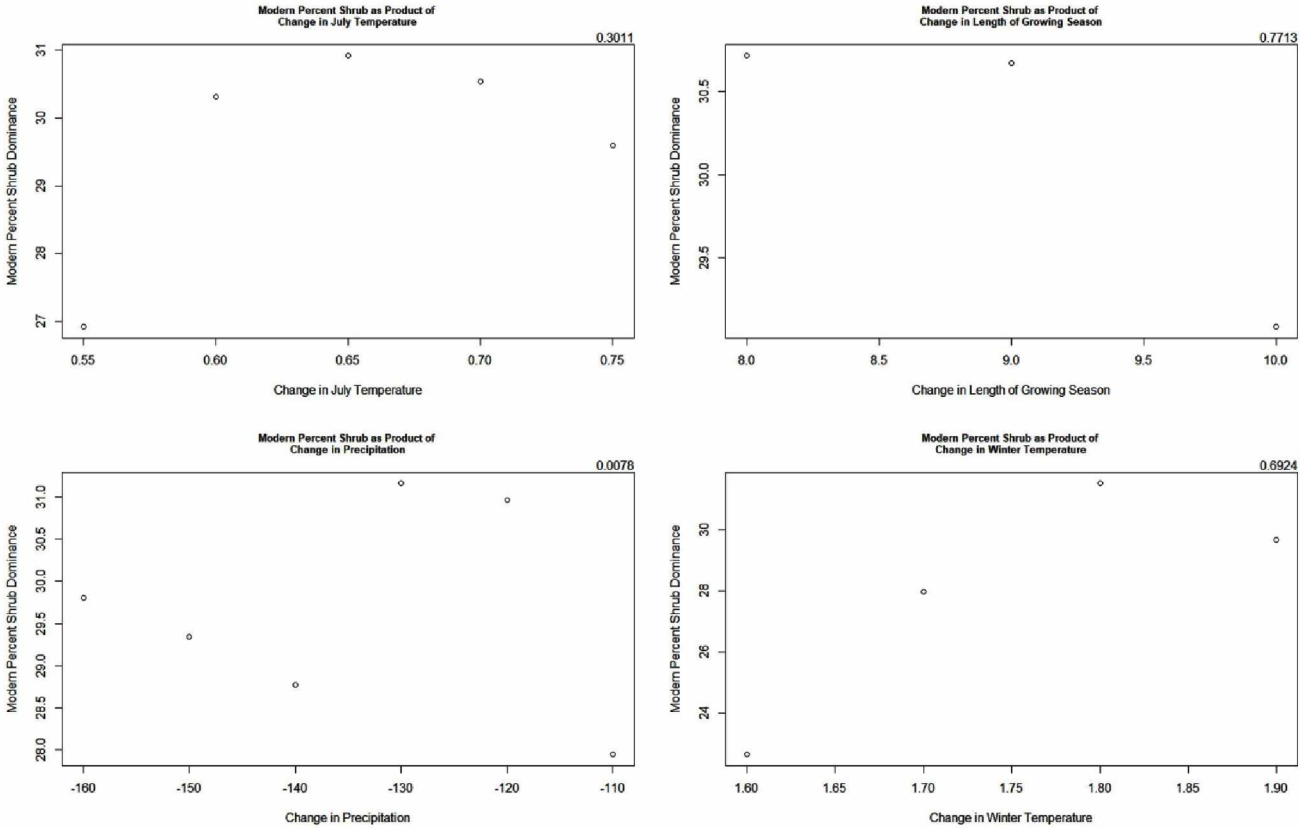 Modern Percent Shrub as Product of
Change in July Temperature
0.3011
Modern Percent Shrub Dominance
31
30
29
28
27
0.55 0.60 0.65 0.70 0.75
Change in July Temperature
Modern Percent Shrub as Product of
Change in Length of Growing Season
0.7713
Modern Percent Shrub Dominance
30.5
30.0
29.5
8.0 8.5 9.0 9.5 10.0
Change in Length of Growing Season
Modern Percent Shrub as Product of
Change in Precipitation
0.0078
Modern Percent Shrub Dominance
31.0
30.5
30.0
29.5
29.0
28.5
28.0
-160 -150 -140 -130 -120 -110
Change in Precipitation
Modern Percent Shrub as Product of
Change in Winter Temperature
0.6924
Modern Percent Shrub Dominance
30
28
26
24
1.60 1.65 1.70 1.75 1.80 1.85 1.90
Change in Winter Temperature